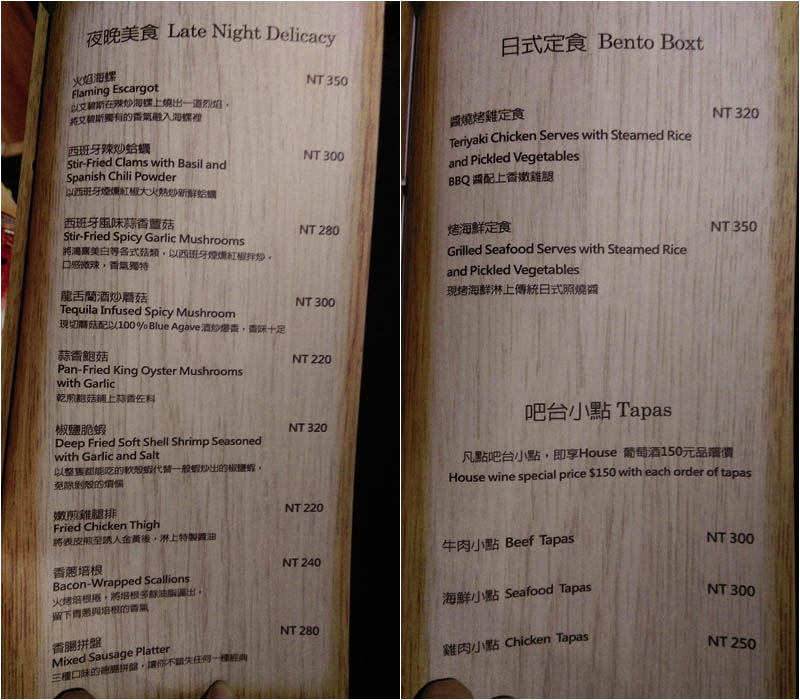 夜晚美食 Late Night Delicacy
火焰海螺
NT 350
Flaming Escargot
以艾碧斯在辣炒海螺上燒出一道烈焰，
將艾碧斯獨有的香氣融入海螺裡
西班牙辣炒蛤蠣
NT 300
Stir-Fried Clams with Basil and
Spanish Chili Powder
以西班牙煙燻紅椒大火熱炒新鮮蛤蠣
西班牙風味蒜香蕈菇
NT 280
Stir-Fried Spicy Garlic Mushrooms
將鴻喜美白等各式菇類，以西班牙煙燻紅椒拌炒，
口感微辣，香氣獨特
龍舌蘭酒炒蘑菇
NT 300
Tequila Infused Spicy Mushroom
現切蘑菇配以100% Blue Agave 酒炒爆香，香味十足
蒜香鮑菇
NT 220
Pan-Fried King Oyster Mushrooms
with Garlic
乾煎鮑菇鋪上蒜香佐料
椒鹽脆蝦
NT 320
Deep Fried Soft Shell Shrimp Seasoned
with Garlic and Salt
以整隻都能吃的軟殼蝦代替一般蝦炒出的椒鹽蝦，
免除剝殼的煩惱
嫩煎雞腿排
NT 220
Fried Chicken Thigh
將表皮煎至誘人金黃後，淋上特製醬油
香蔥培根
NT 240
Bacon-Wrapped Scallions
火烤培根捲，將培根多餘油脂逼出，
留下青蔥與培根的香氣
香腸拼盤
NT 280
Mixed Sausage Platter
三種口味的德腸拼盤，讓你不錯失任何一種經典
日式定食 Bento Boxt
醬燒烤雞定食
NT 320
Teriyaki Chicken Serves with Steamed Rice
and Pickled Vegetables
BBQ 醬配上香嫩雞腿
烤海鮮定食
NT 350
Grilled Seafood Serves with Steamed Rice
and Pickled Vegetables
現烤海鮮淋上傳統日式照燒醬
吧台小點 Tapas
凡點吧台小點，即享House 葡萄酒150元品嚐價
House wine special price $150 with each order of tapas
牛肉小點 Beef Tapas NT 300
海鮮小點 Seafood Tapas NT 300
雞肉小點 Chicken Tapas NT 250